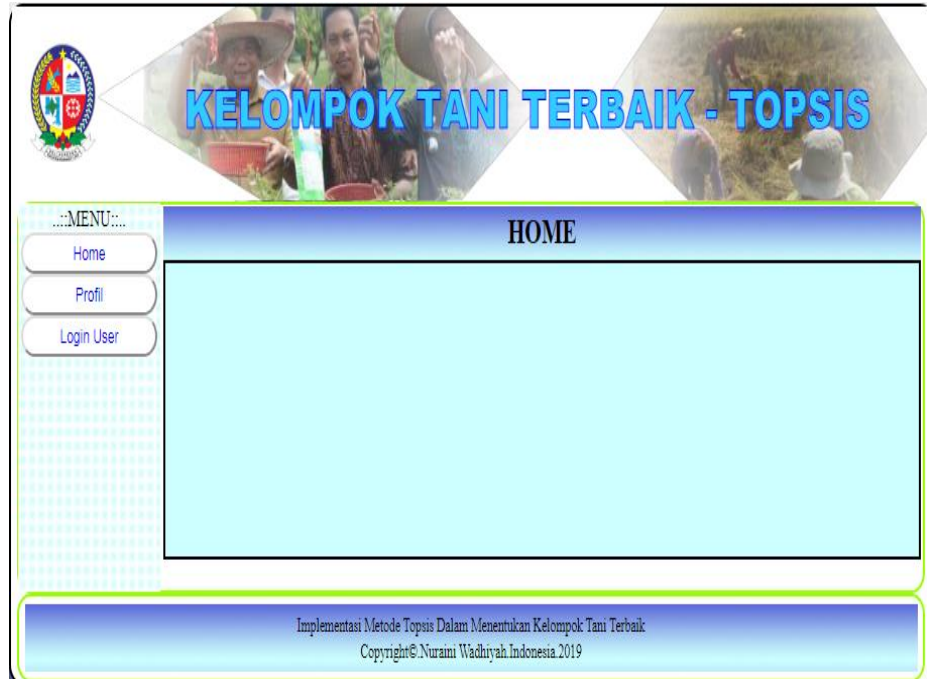 KELOMPOK TANI TERBAIK - TOPSIS
..::MENU::..
Home
Profil
Login User
HOME
Implementasi Metode Topsis Dalam Menentukan Kelompok Tani Terbaik
Copyright©.Nuraini Wadhiyah.Indonesia.2019